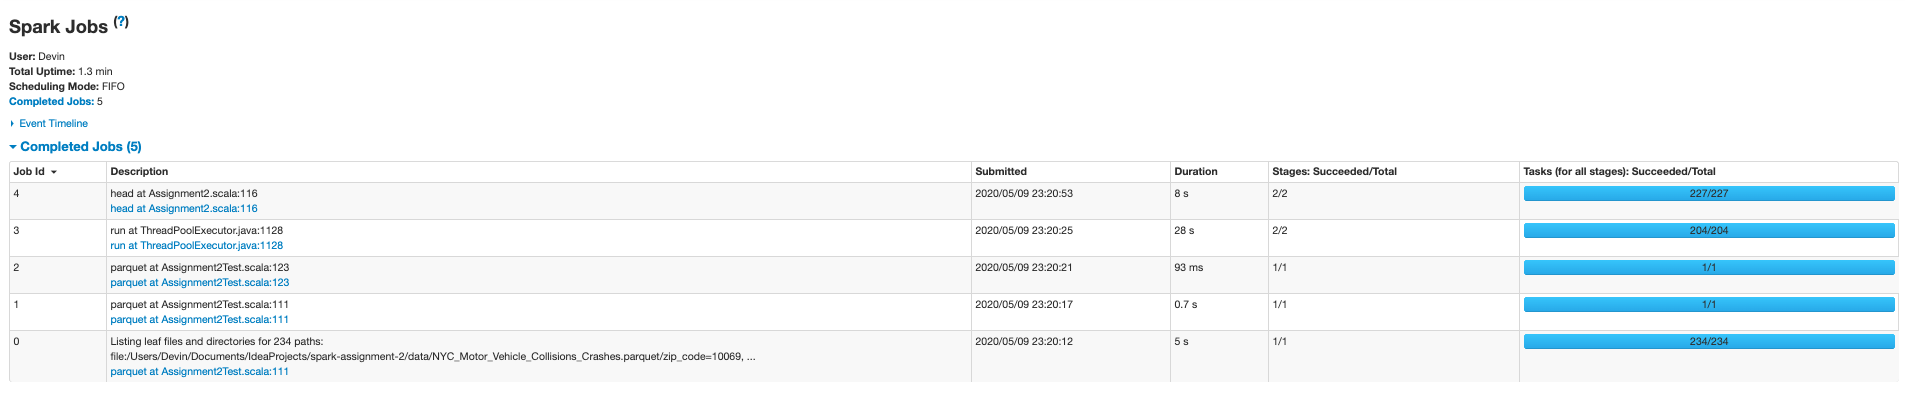 Spark Jobs (?)
User: Devin
Total Uptime: 1.3 min
Scheduling Mode: FIFO
Completed Jobs: 5
Event Timeline
Completed Jobs (5)
Job Id Description Submitted Duration Stages: Succeeded/Total Tasks (for all stages): Succeeded/Total
4 head at Assignment2.scala:116 2020/05/09 23:20:53 8 s 2/2 227/227
head at Assignment2.scala:116
3 run at ThreadPoolExecutor.java:1128 2020/05/09 23:20:25 28 s 2/2 204/204
run at ThreadPoolExecutor.java:1128
2 parquet at Assignment2Test.scala:123 2020/05/09 23:20:21 93 ms 1/1 1/1
parquet at Assignment2Test.scala:123
1 parquet at Assignment2Test.scala:111 2020/05/09 23:20:17 0.7 s 1/1 1/1
parquet at Assignment2Test.scala:111
0 Listing leaf files and directories for 234 paths: 2020/05/09 23:20:12 5 s 1/1 234/234
file:/Users/Devin/Documents/IdeaProjects/spark-assignment-2/data/NYC_Motor_Vehicle_Collisions_Crashes.parquet/zip_code=10069, ...
parquet at Assignment2Test.scala:111